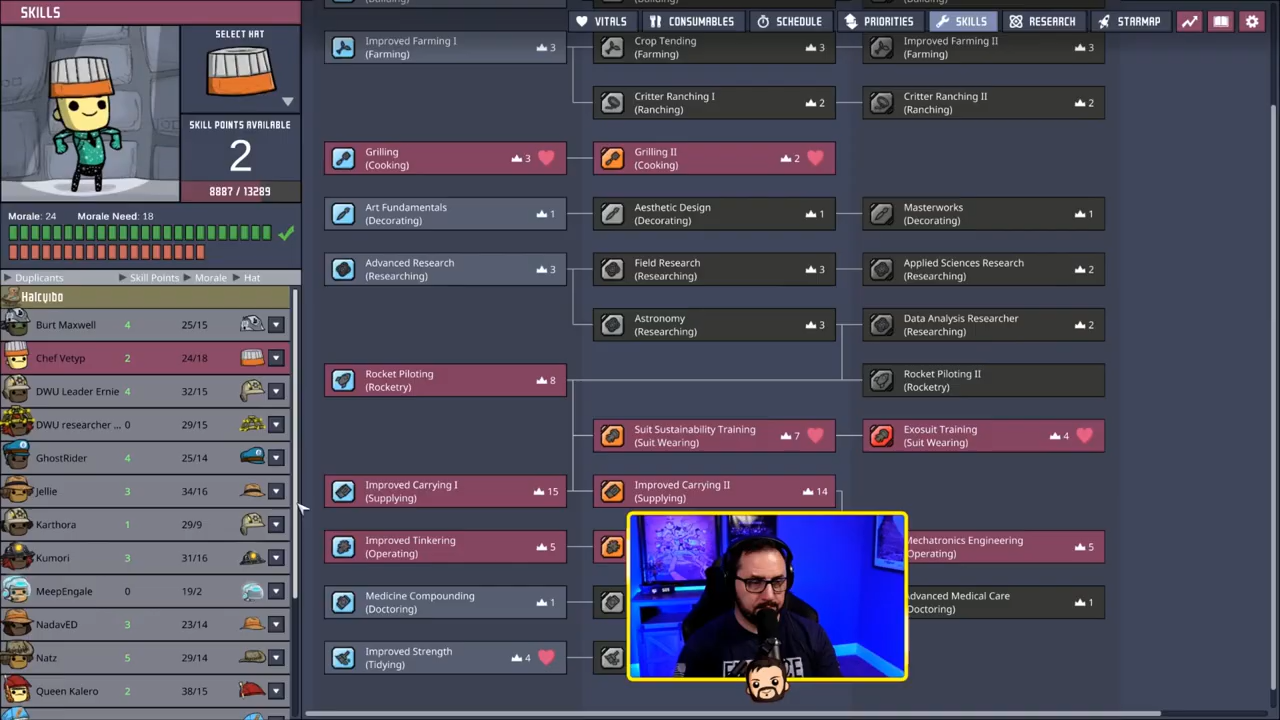 SKILLS
VITALS
CONSUMABLES
SCHEDULE
PRIORITIES
SKILLS
RESEARCH
STARMAP
SELECT HAT
SKILL POINTS AVAILABLE
2
8887 / 13289
Morale: 24 Morale Need: 18
Duplicants Skill Points Morale Hat
Halcyibo
Burt Maxwell 4 25/15
Chef Vetyp 2 24/18
DWU Leader Ernie 4 32/15
DWU researcher ... 0 29/15
GhostRider 4 25/14
Jellie 3 34/16
Karthora 1 29/9
Kumori 3 31/16
MeepEngale 0 19/2
NadavED 3 23/14
Natz 5 29/14
Queen Kalero 2 38/15
(Building)
(Building)
(Building)
Improved Farming I 3
(Farming)
Crop Tending 3
(Farming)
Improved Farming II 3
(Farming)
Critter Ranching I 2
(Ranching)
Critter Ranching II 2
(Ranching)
Grilling 3
(Cooking)
Grilling II 2
(Cooking)
Art Fundamentals 1
(Decorating)
Aesthetic Design 1
(Decorating)
Masterworks 1
(Decorating)
Advanced Research 3
(Researching)
Field Research 3
(Researching)
Applied Sciences Research 2
(Researching)
Astronomy 3
(Researching)
Data Analysis Researcher 2
(Researching)
Rocket Piloting 8
(Rocketry)
Rocket Piloting II
(Rocketry)
Suit Sustainability Training 7
(Suit Wearing)
Exosuit Training 4
(Suit Wearing)
Improved Carrying I 15
(Supplying)
Improved Carrying II 14
(Supplying)
Improved Tinkering 5
(Operating)
Mechatronics Engineering 5
(Operating)
Medicine Compounding 1
(Doctoring)
Advanced Medical Care 1
(Doctoring)
Improved Strength 4
(Tidying)